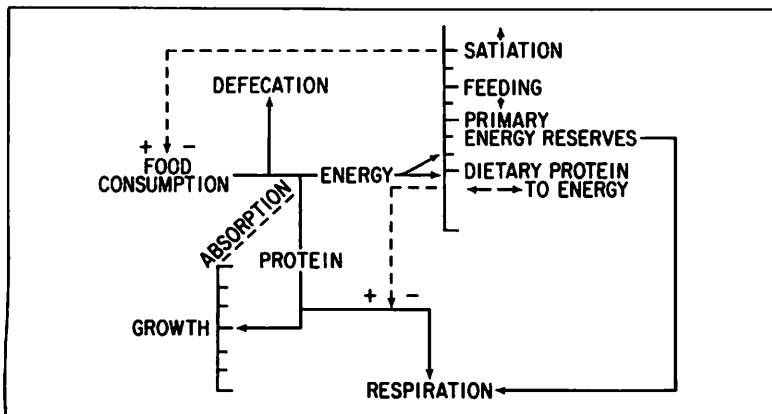 SATIATION
DEFECATION
FEEDING
+ -
PRIMARY
ENERGY RESERVES
FOOD
CONSUMPTION
ENERGY
DIETARY PROTEIN
TO ENERGY
ABSORPTION
PROTEIN
+ -
GROWTH
RESPIRATION